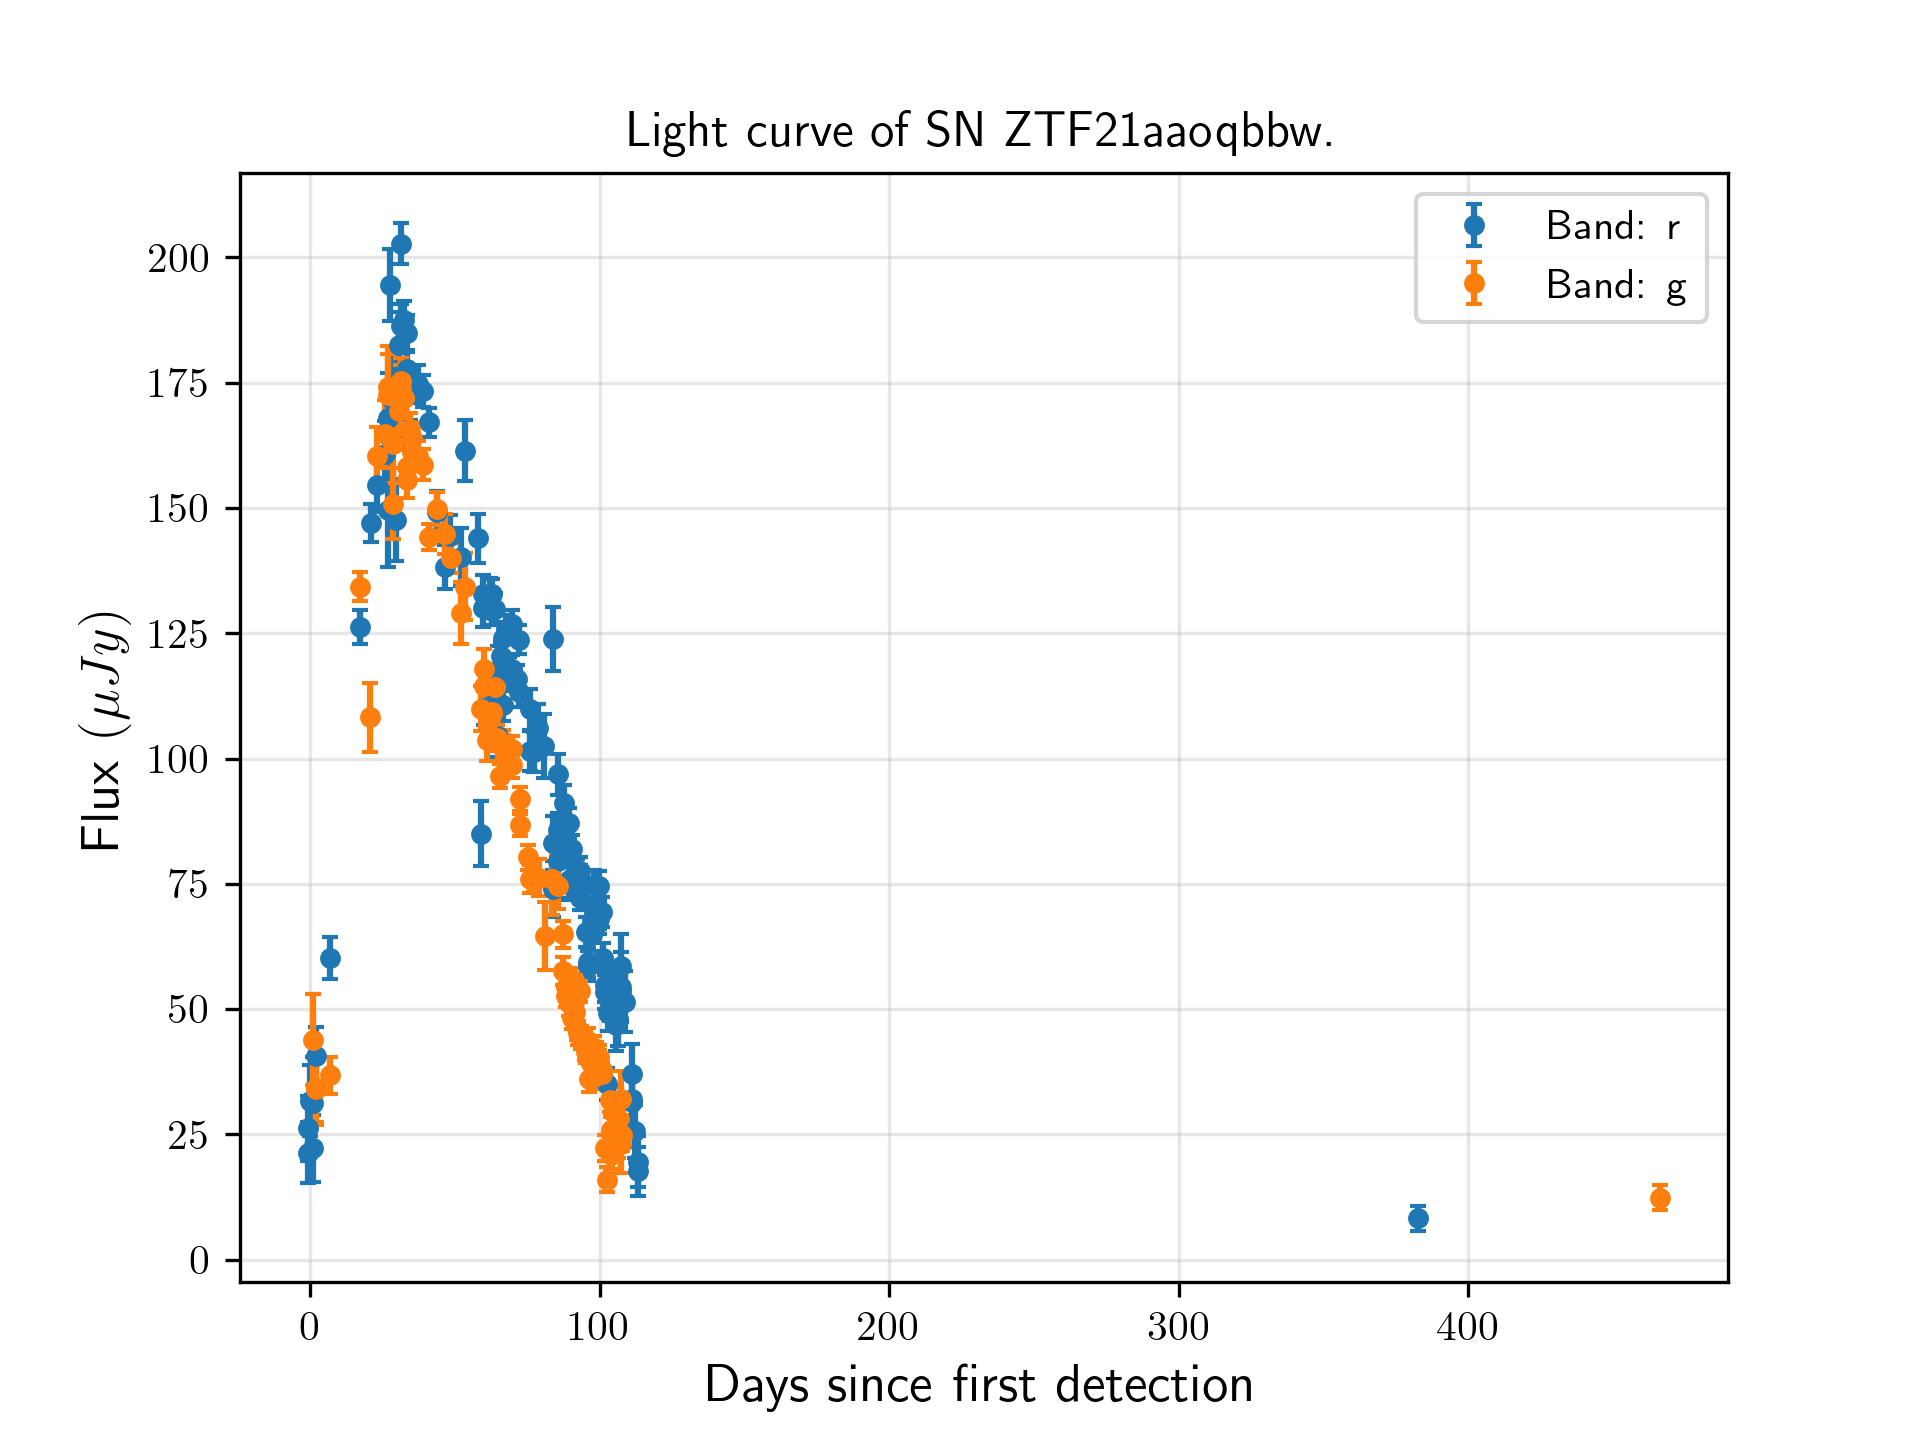 Light curve of SN ZTF21aaoqbbw.
Band: r
Band: g
200
175
150
125
100
75
50
25
0
Flux (μJy)
0 100 200 300 400
Days since first detection